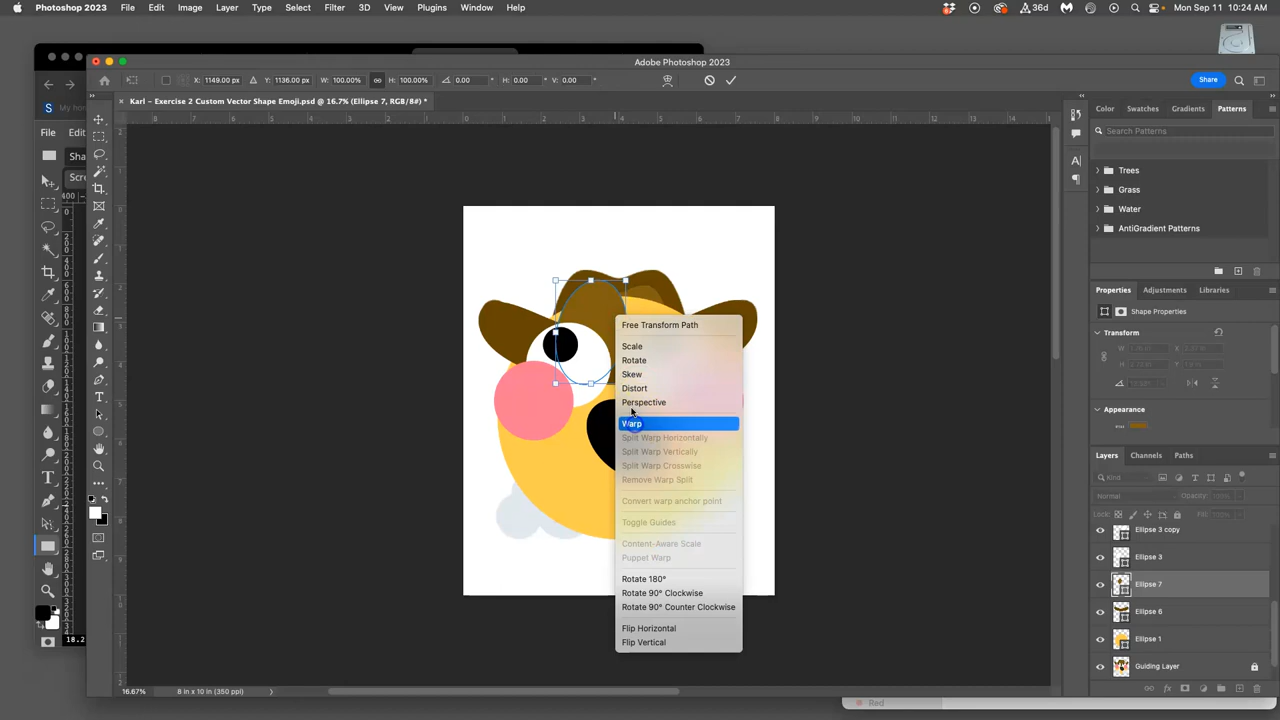 Photoshop 2023 File Edit Image Layer Type Select Filter 3D View Plugins Window Help
36d Mon Sep 11 10:24 AM
Adobe Photoshop 2023
X: 1149.00 px Y: 1136.00 px W: 100.00% H: 100.00% 0.00 ° H: 0.00 ° V: 0.00 °
Share
Karl – Exercise 2 Custom Vector Shape Emoji.psd @ 16.7% (Ellipse 7, RGB/8#) *
My ho
File Edi
Sha
Scre
Color Swatches Gradients Patterns
Search Patterns
Trees
Grass
Water
AntiGradient Patterns
Properties Adjustments Libraries
Shape Properties
Transform
Appearance
Layers Channels Paths
Kind
Normal Opacity: 100%
Lock: Fill: 100%
Ellipse 3 copy
Ellipse 3
Ellipse 7
Ellipse 6
Ellipse 1
Guiding Layer
Free Transform Path
Scale
Rotate
Skew
Distort
Perspective
Warp
Split Warp Horizontally
Split Warp Vertically
Split Warp Crosswise
Remove Warp Split
Convert warp anchor point
Toggle Guides
Content-Aware Scale
Puppet Warp
Rotate 180°
Rotate 90° Clockwise
Rotate 90° Counter Clockwise
Flip Horizontal
Flip Vertical
18.2
16.67% 8 in x 10 in (350 ppi)
Red